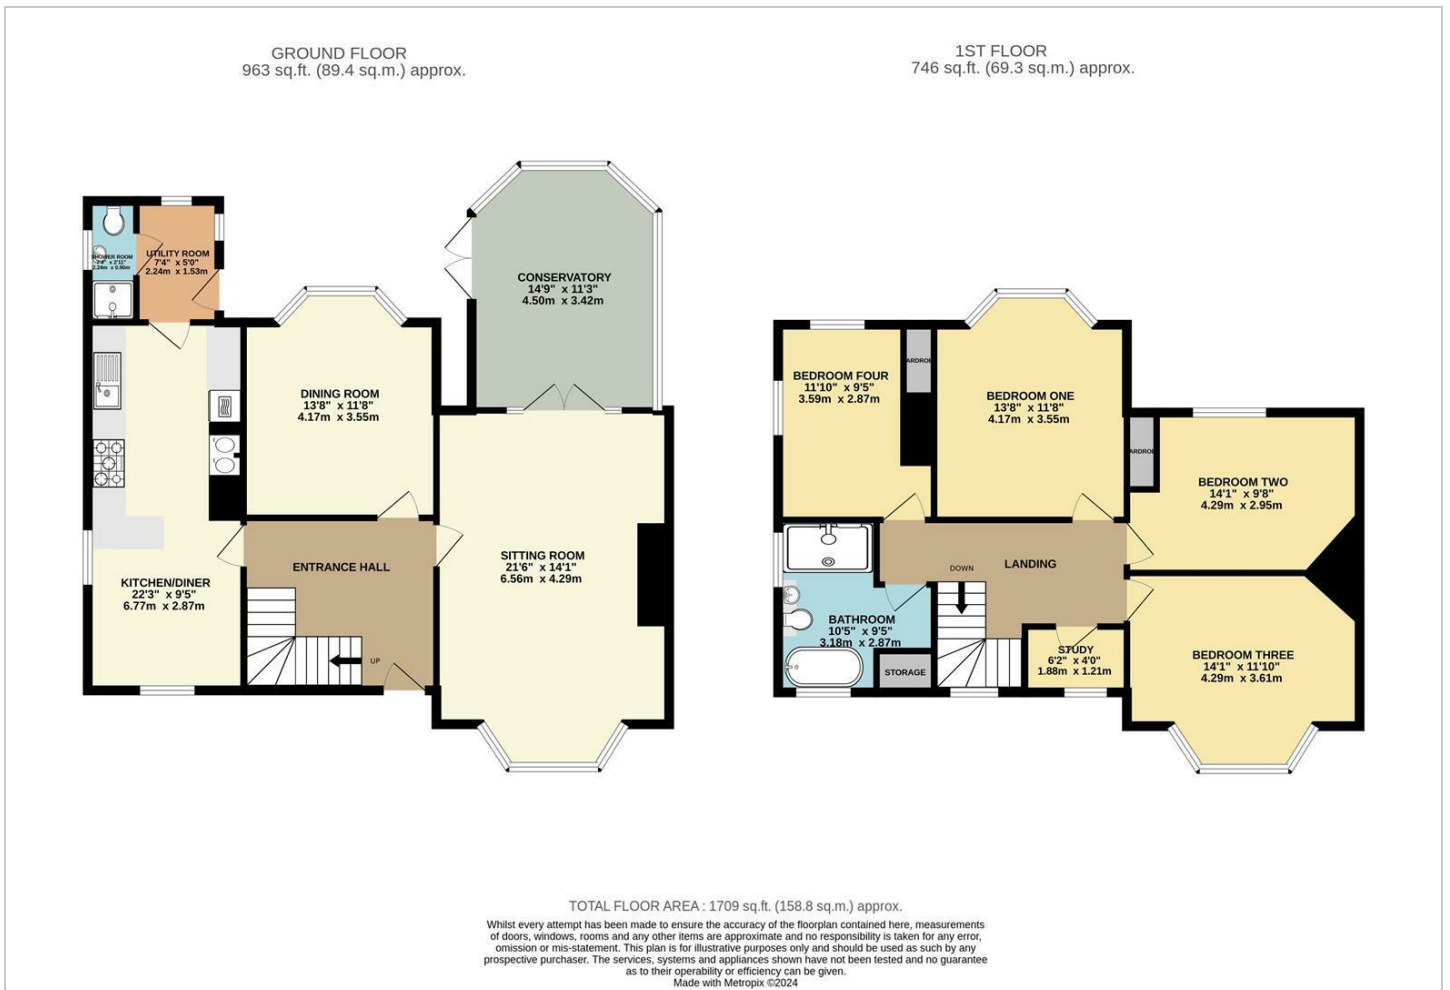 GROUND FLOOR
963 sq.ft. (89.4 sq.m.) approx.
1ST FLOOR
746 sq.ft. (69.3 sq.m.) approx.
SHOWER ROOM
7'4" x 2'11"
2.24m x 0.90m
UTILITY ROOM
7'4" x 5'0"
2.24m x 1.53m
CONSERVATORY
14'9" x 11'3"
4.50m x 3.42m
DINING ROOM
13'8" x 11'8"
4.17m x 3.55m
ENTRANCE HALL
SITTING ROOM
21'6" x 14'1"
6.56m x 4.29m
KITCHEN/DINER
22'3" x 9'5"
6.77m x 2.87m
UP
BEDROOM FOUR
11'10" x 9'5"
3.59m x 2.87m
ARDROB
BEDROOM ONE
13'8" x 11'8"
4.17m x 3.55m
ARDROB
BEDROOM TWO
14'1" x 9'8"
4.29m x 2.95m
DOWN
LANDING
BATHROOM
10'5" x 9'5"
3.18m x 2.87m
STORAGE
STUDY
6'2" x 4'0"
1.88m x 1.21m
BEDROOM THREE
14'1" x 11'10"
4.29m x 3.61m
TOTAL FLOOR AREA : 1709 sq.ft. (158.8 sq.m.) approx.
Whilst every attempt has been made to ensure the accuracy of the floorplan contained here, measurements
of doors, windows, rooms and any other items are approximate and no responsibility is taken for any error,
omission or mis-statement. This plan is for illustrative purposes only and should be used as such by any
prospective purchaser. The services, systems and appliances shown have not been tested and no guarantee
as to their operability or efficiency can be given.
Made with Metropix ©2024